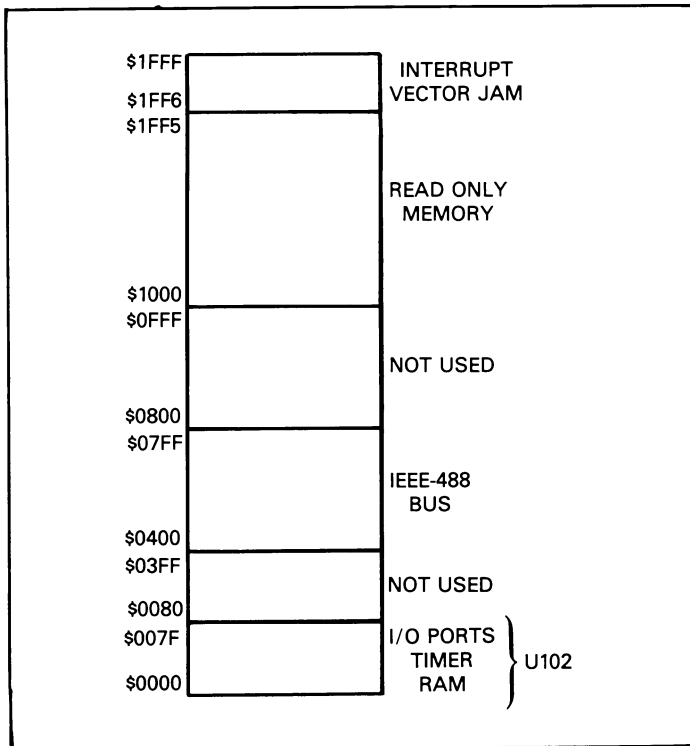 $1FFF
INTERRUPT
VECTOR JAM
$1FF6
$1FF5
READ ONLY
MEMORY
$1000
$0FFF
NOT USED
$0800
$07FF
IEEE-488
BUS
$0400
$03FF
NOT USED
$0080
$007F
I/O PORTS
TIMER
RAM
U102
$0000